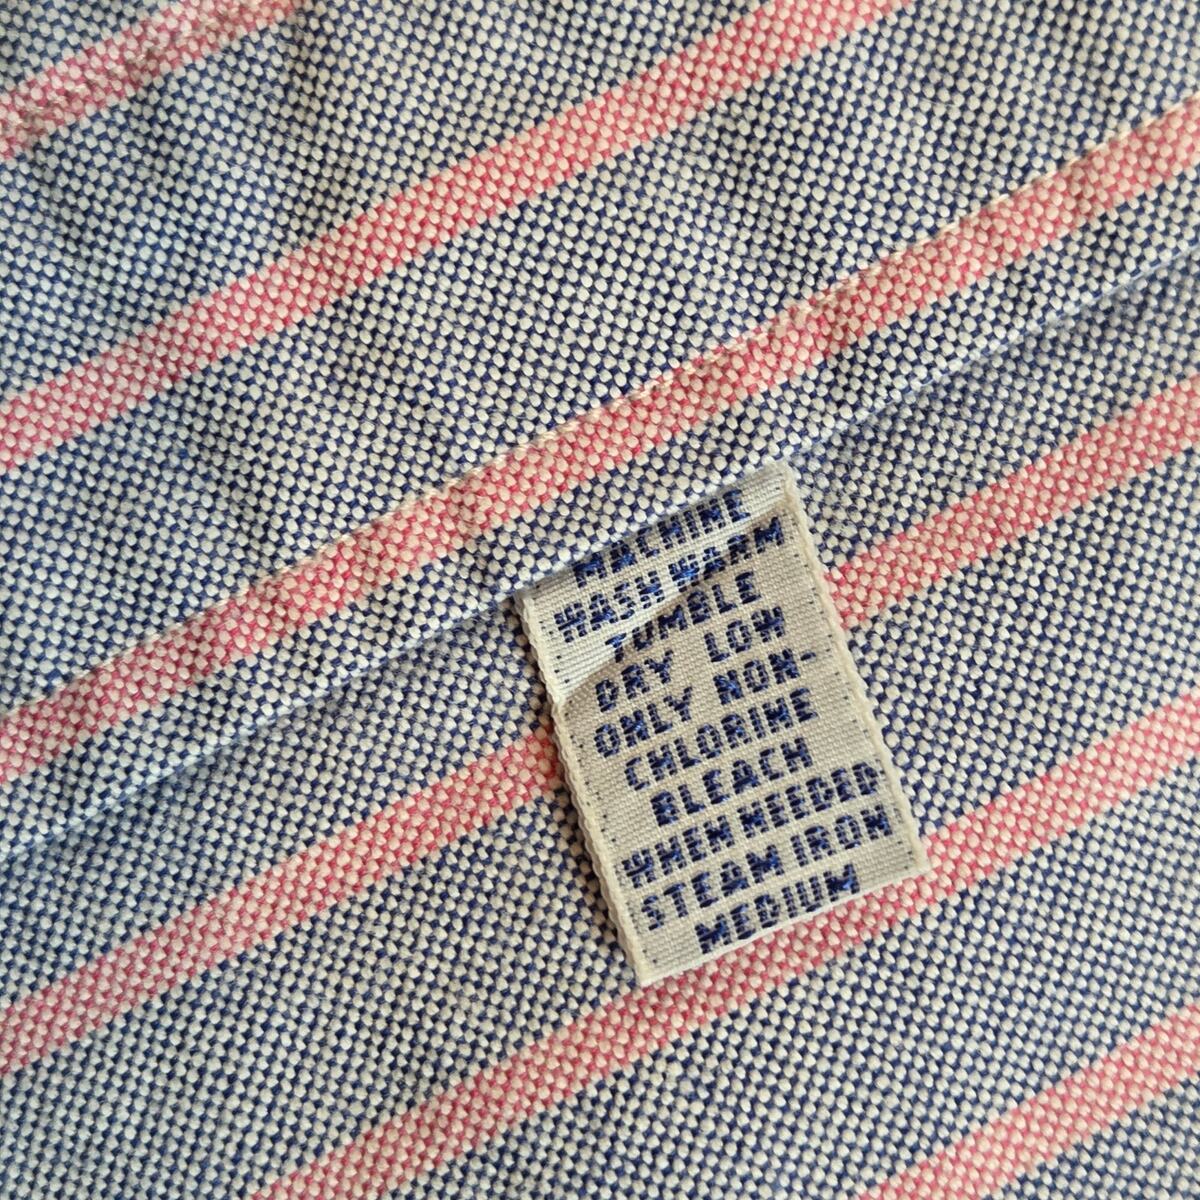 MACHINE
WASH WARM
TUMBLE
DRY LOW
ONLY NON-
CHLORINE
BLEACH
WHEN NEEDED
STEAM IRON
MEDIUM